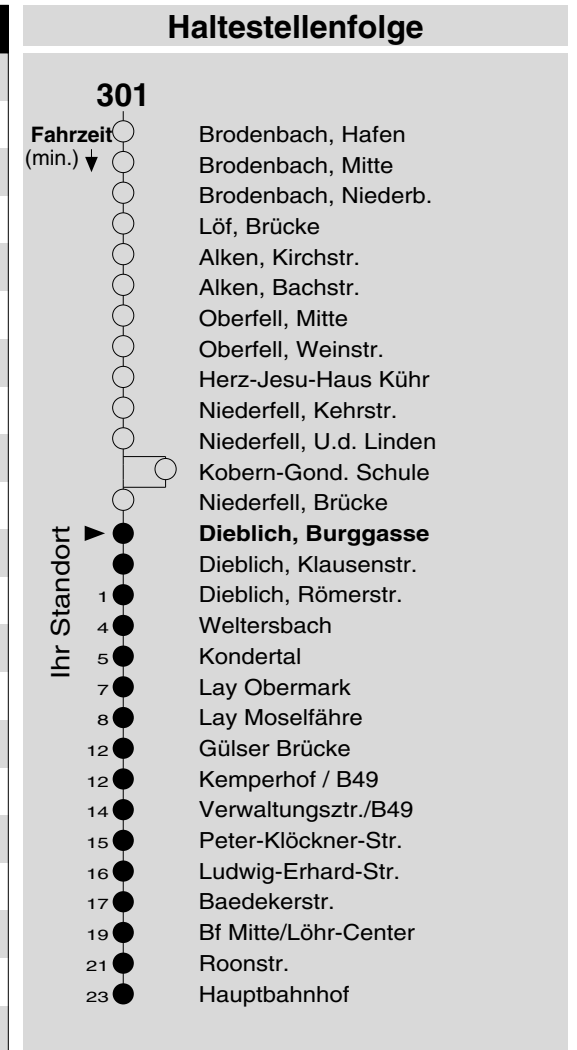 Haltestellenfolge
301
Fahrzeit
(min.)
Brodenbach, Hafen
Brodenbach, Mitte
Brodenbach, Niederb.
Löf, Brücke
Alken, Kirchstr.
Alken, Bachstr.
Oberfell, Mitte
Oberfell, Weinstr.
Herz-Jesu-Haus Kühr
Niederfell, Kehrstr.
Niederfell, U.d. Linden
Kobern-Gond. Schule
Niederfell, Brücke
Ihr Standort
Dieblich, Burggasse
Dieblich, Klausenstr.
1 Dieblich, Römerstr.
4 Weltersbach
5 Kondertal
7 Lay Obermark
8 Lay Moselfähre
12 Gülser Brücke
12 Kemperhof / B49
14 Verwaltungsztr./B49
15 Peter-Klöckner-Str.
16 Ludwig-Erhard-Str.
17 Baedekerstr.
19 Bf Mitte/Löhr-Center
21 Roonstr.
23 Hauptbahnhof